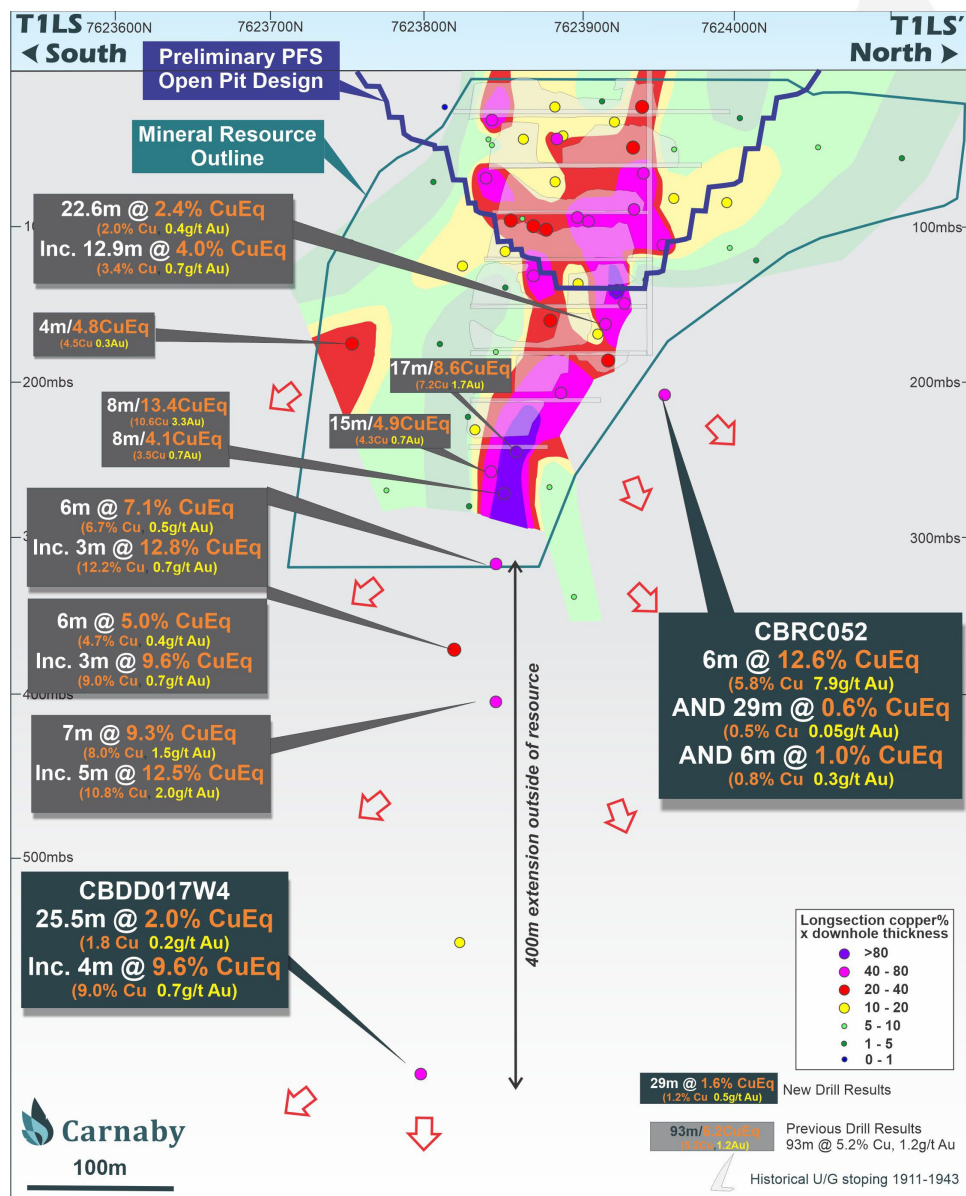 T1LS
7623600N
7623700N
7623800N
7623900N
7624000N
T1LS'
South
North
Preliminary PFS
Open Pit Design
Mineral Resource
Outline
100mbs
22.6m @ 2.4% CuEq
(2.0% Cu, 0.4g/t Au)
Inc. 12.9m @ 4.0% CuEq
(3.4% Cu, 0.7g/t Au)
4m/4.8CuEq
(4.5Cu 0.3Au)
200mbs
200mbs
17m/8.6CuEq
(7.2Cu 1.7Au)
8m/13.4CuEq
(10.6Cu 3.3Au)
8m/4.1CuEq
(3.5Cu 0.7Au)
15m/4.9CuEq
(4.3Cu 0.7Au)
6m @ 7.1% CuEq
(6.7% Cu, 0.5g/t Au)
Inc. 3m @ 12.8% CuEq
(12.2% Cu, 0.7g/t Au)
300mbs
6m @ 5.0% CuEq
(4.7% Cu, 0.4g/t Au)
Inc. 3m @ 9.6% CuEq
(9.0% Cu, 0.7g/t Au)
CBRC052
6m @ 12.6% CuEq
(5.8% Cu 7.9g/t Au)
AND 29m @ 0.6% CuEq
(0.5% Cu 0.05g/t Au)
AND 6m @ 1.0% CuEq
(0.8% Cu 0.3g/t Au)
400mbs
7m @ 9.3% CuEq
(8.0% Cu, 1.5g/t Au)
Inc. 5m @ 12.5% CuEq
(10.8% Cu, 2.0g/t Au)
500mbs
400m extension outside of resource
CBDD017W4
25.5m @ 2.0% CuEq
(1.8 Cu 0.2g/t Au)
Inc. 4m @ 9.6% CuEq
(9.0% Cu 0.7g/t Au)
Longsection copper%
x downhole thickness
>80
40 - 80
20 - 40
10 - 20
5 - 10
1 - 5
0 - 1
29m @ 1.6% CuEq
(1.2% Cu 0.5g/t Au)
New Drill Results
93m/6.2CuEq
Previous Drill Results
93m @ 5.2% Cu, 1.2g/t Au
Historical U/G stoping 1911-1943
Carnaby
100m
100mbs